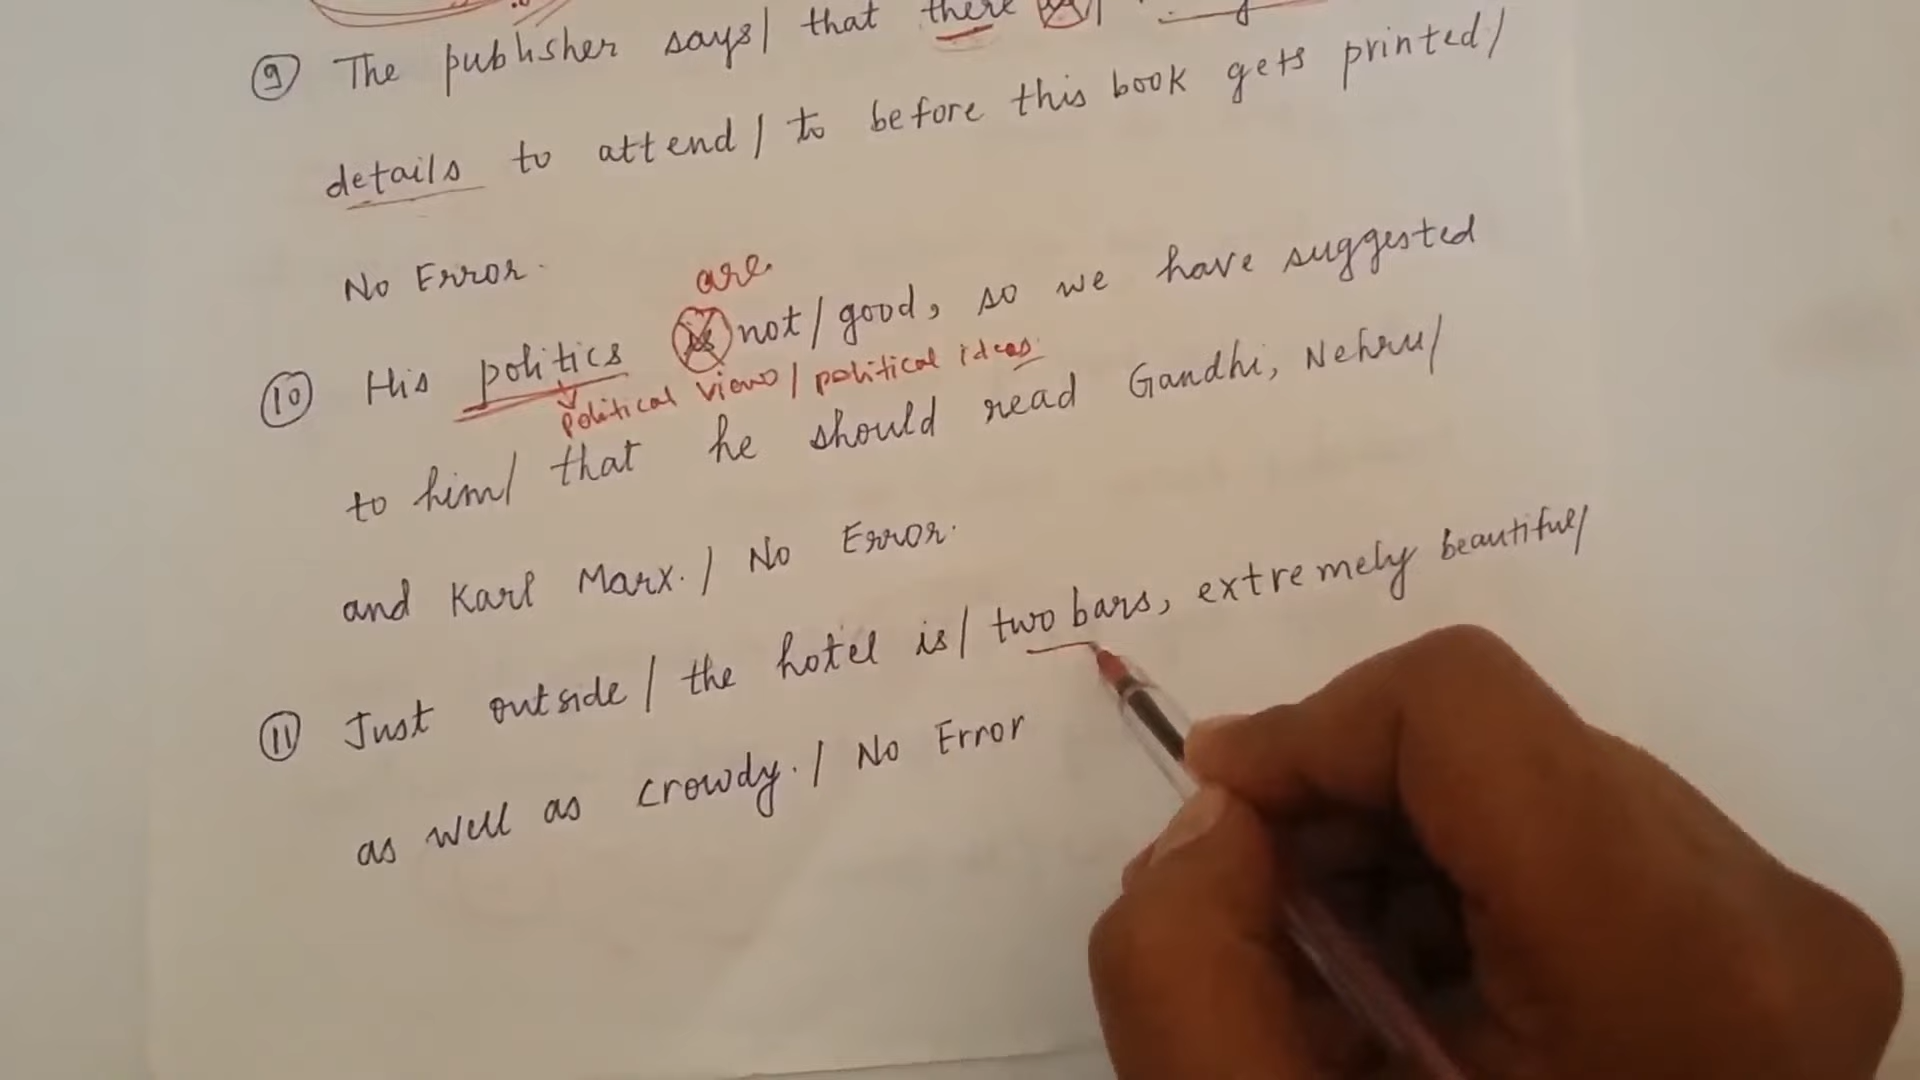 ⑨ The publisher says/ that there
details to attend / to before this book gets printed/
No Error.
are
⑩ His politics is not / good, so we have suggested
political views / political ideas
to him/ that he should read Gandhi, Nehru/
and Karl Marx. / No Error.
⑪ Just outside / the hotel is / two bars, extremely beautiful/
as well as crowdy. / No Error